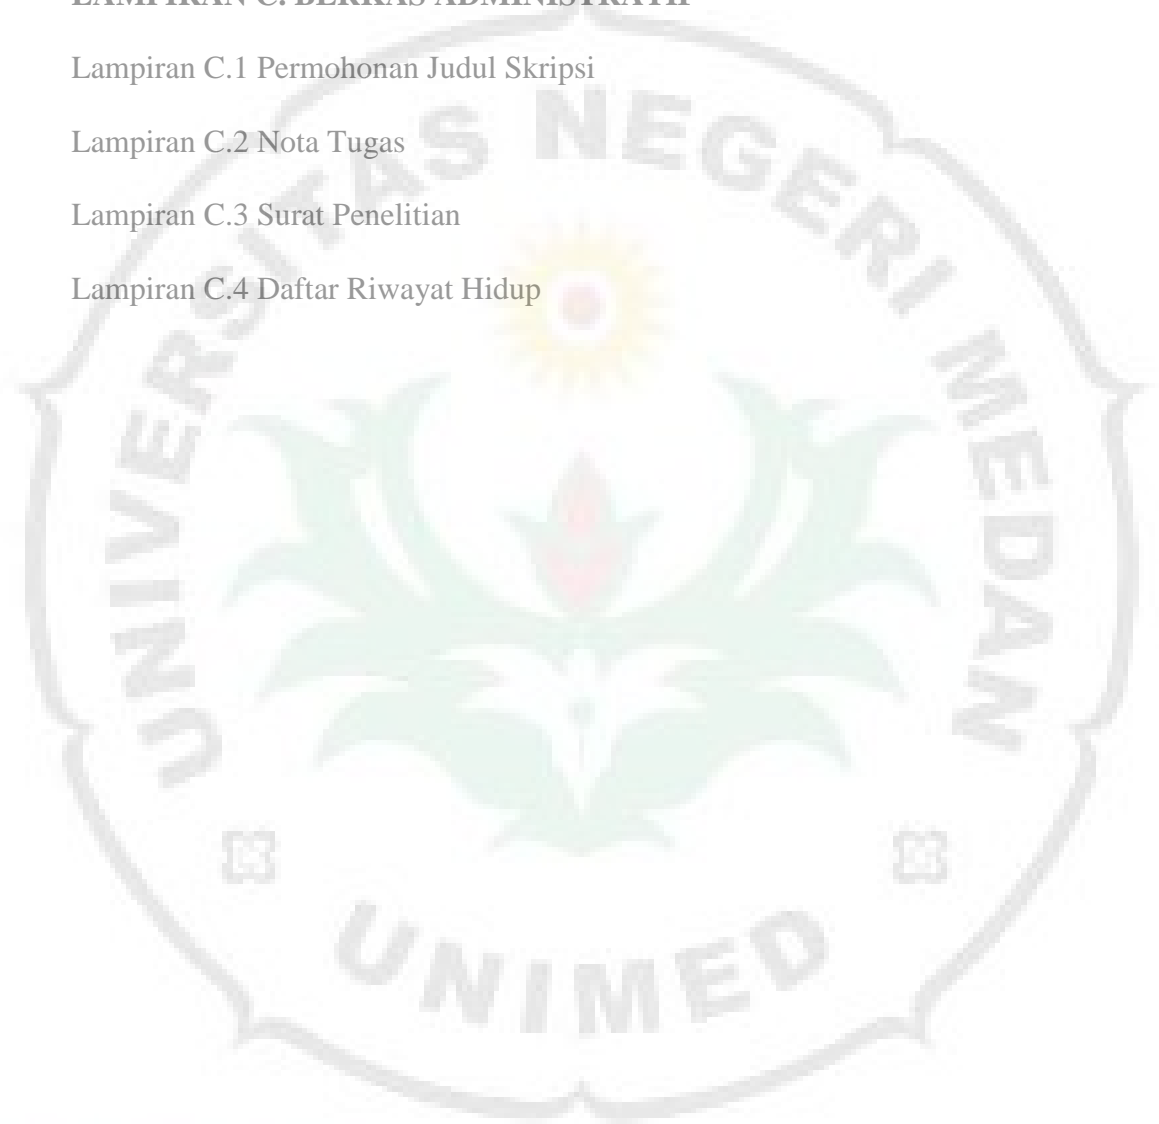 LAMPIRAN C. BERKAS ADMINISTRATIF
Lampiran C.1 Permohonan Judul Skripsi
Lampiran C.2 Nota Tugas
Lampiran C.3 Surat Penelitian
Lampiran C.4 Daftar Riwayat Hidup
UNIVERSITAS NEGERI MEDAN
UNIMED